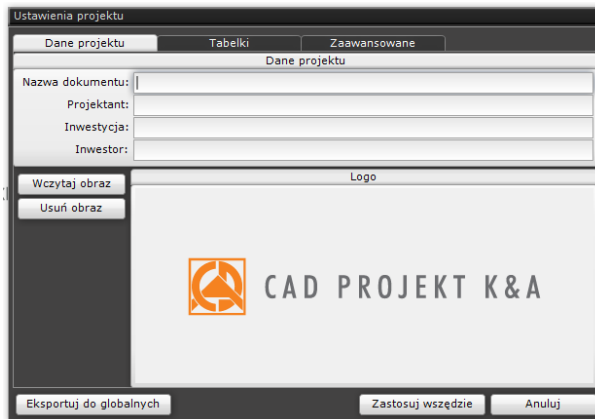 Ustawienia projektu
Dane projektu Tabelki Zaawansowane
Dane projektu
Nazwa dokumentu:
Projektant:
Inwestycja:
Inwestor:
Wczytaj obraz Logo
Usuń obraz
CAD PROJEKT K&A
Eksportuj do globalnych Zastosuj wszędzie Anuluj